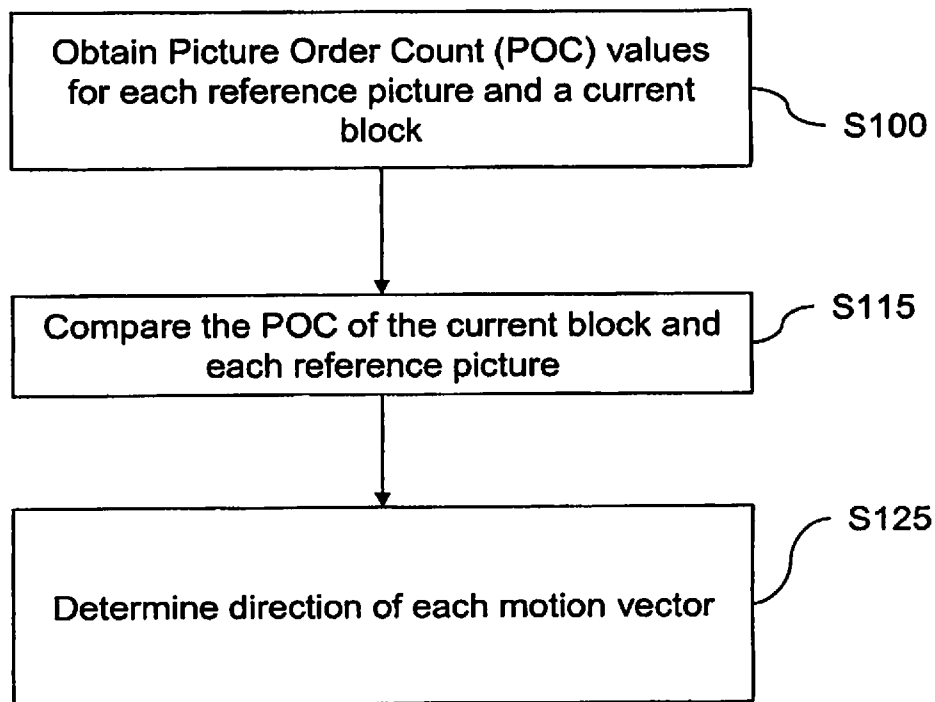 Obtain Picture Order Count (POC) values
for each reference picture and a current
block
S100
Compare the POC of the current block and
each reference picture
S115
Determine direction of each motion vector
S125